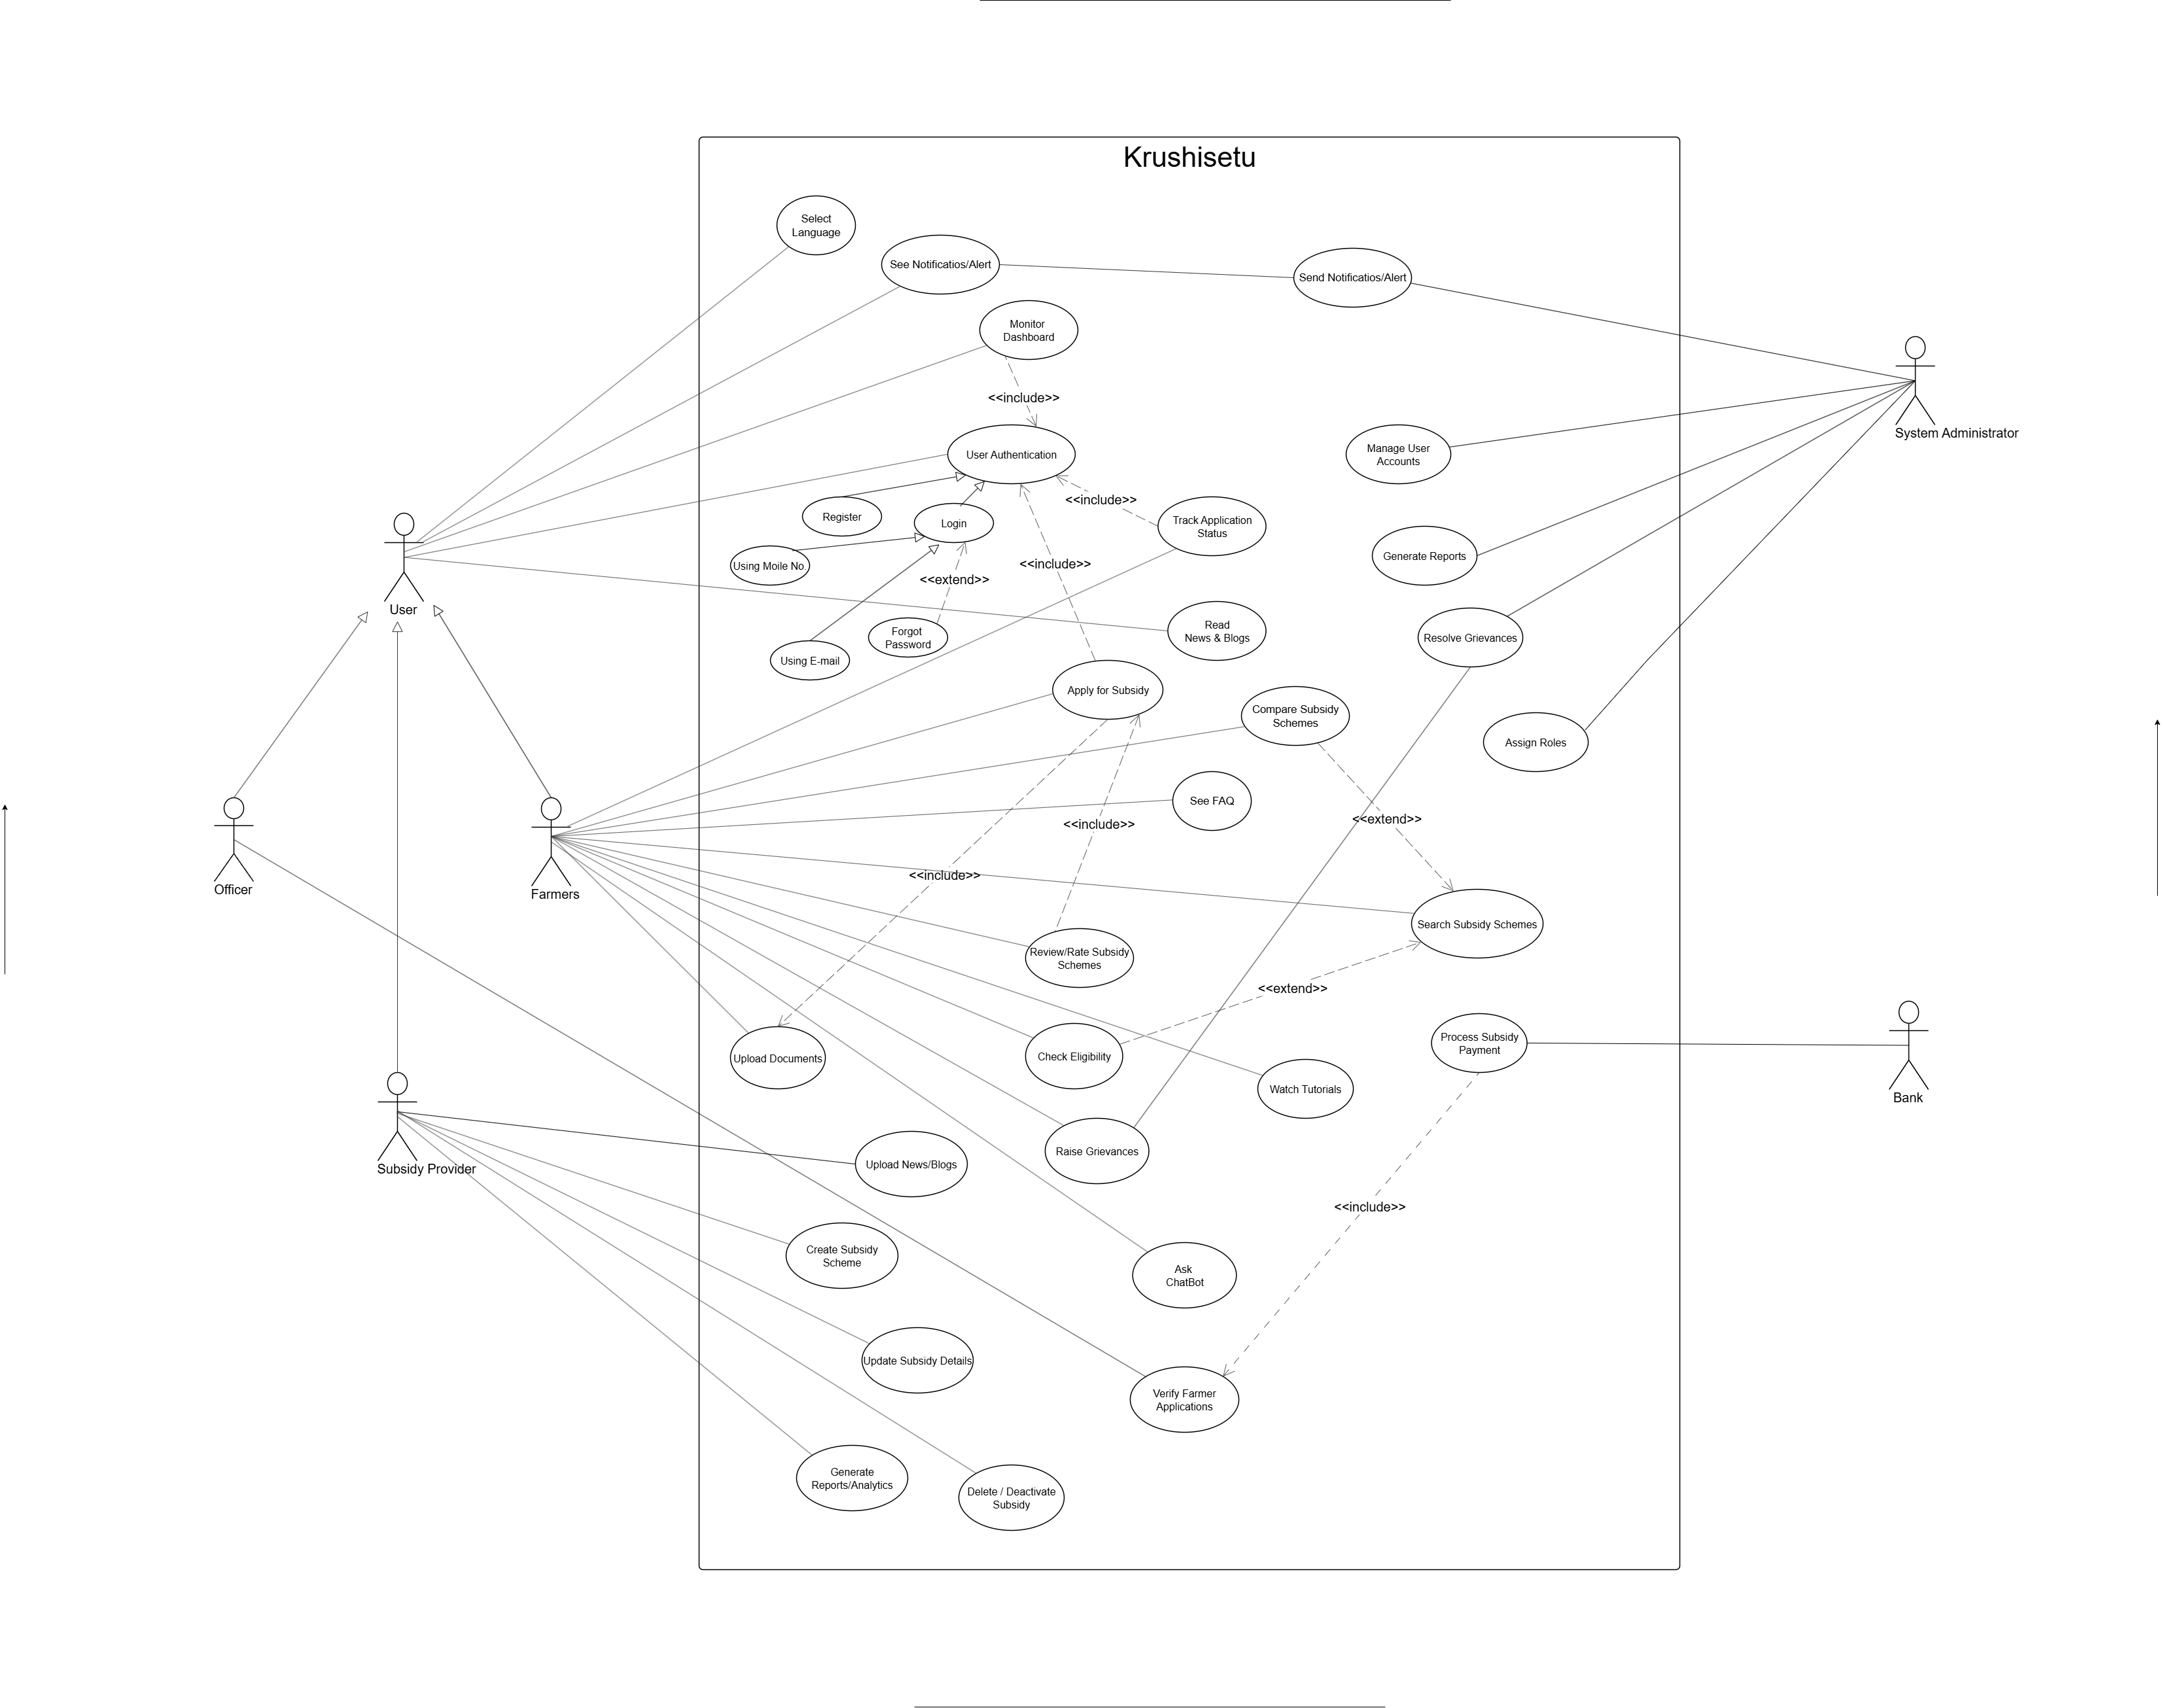 Krushisetu
Select
Language
See Notificatios/Alert
Send Notificatios/Alert
Monitor
Dashboard
<<include>>
System Administrator
User Authentication
Manage User
Accounts
<<include>>
Register
Login
Track Application
Status
Using Moile No.
<<extend>>
<<include>>
Generate Reports
User
Forgot
Password
Read
News & Blogs
Resolve Grievances
Using E-mail
Apply for Subsidy
Compare Subsidy
Schemes
Assign Roles
See FAQ
<<include>>
<<extend>>
Officer
Farmers
<<include>>
Search Subsidy Schemes
Review/Rate Subsidy
Schemes
<<extend>>
Upload Documents
Check Eligibility
Process Subsidy
Payment
Watch Tutorials
Bank
Subsidy Provider
Upload News/Blogs
Raise Grievances
<<include>>
Create Subsidy
Scheme
Ask
ChatBot
Update Subsidy Details
Verify Farmer
Applications
Generate
Reports/Analytics
Delete / Deactivate
Subsidy